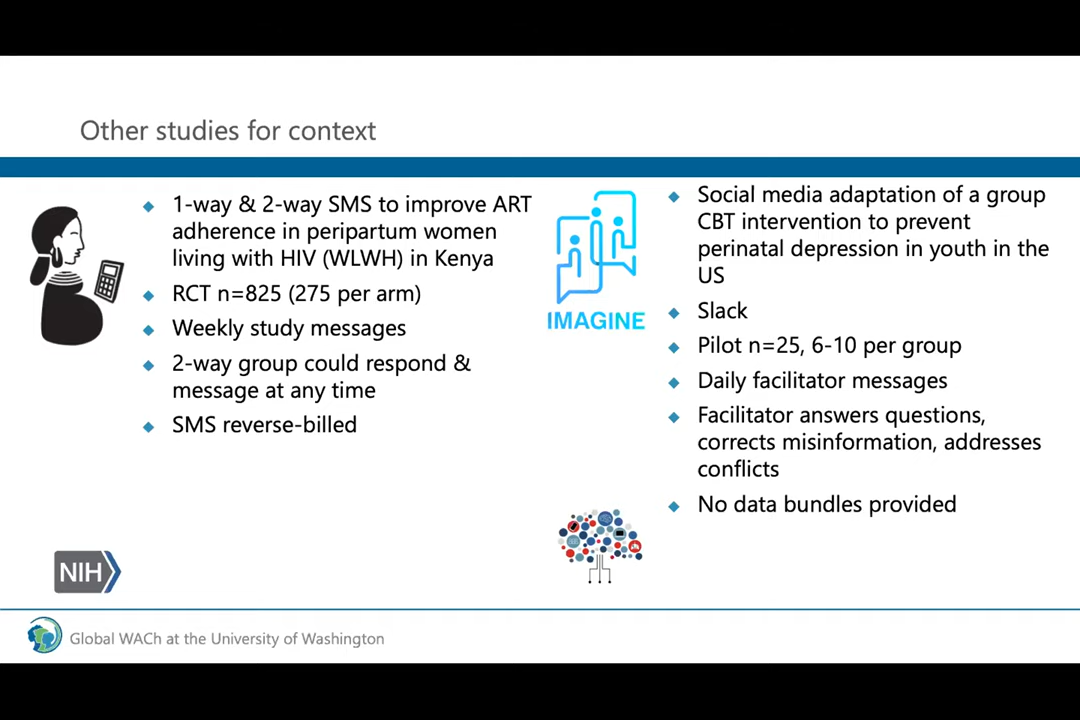 Other studies for context
1-way & 2-way SMS to improve ART
adherence in peripartum women
living with HIV (WLWH) in Kenya
RCT n=825 (275 per arm)
Weekly study messages
2-way group could respond &
message at any time
SMS reverse-billed
NIH
IMAGINE
Social media adaptation of a group
CBT intervention to prevent
perinatal depression in youth in the
US
Slack
Pilot n=25, 6-10 per group
Daily facilitator messages
Facilitator answers questions,
corrects misinformation, addresses
conflicts
No data bundles provided
Global WACh at the University of Washington